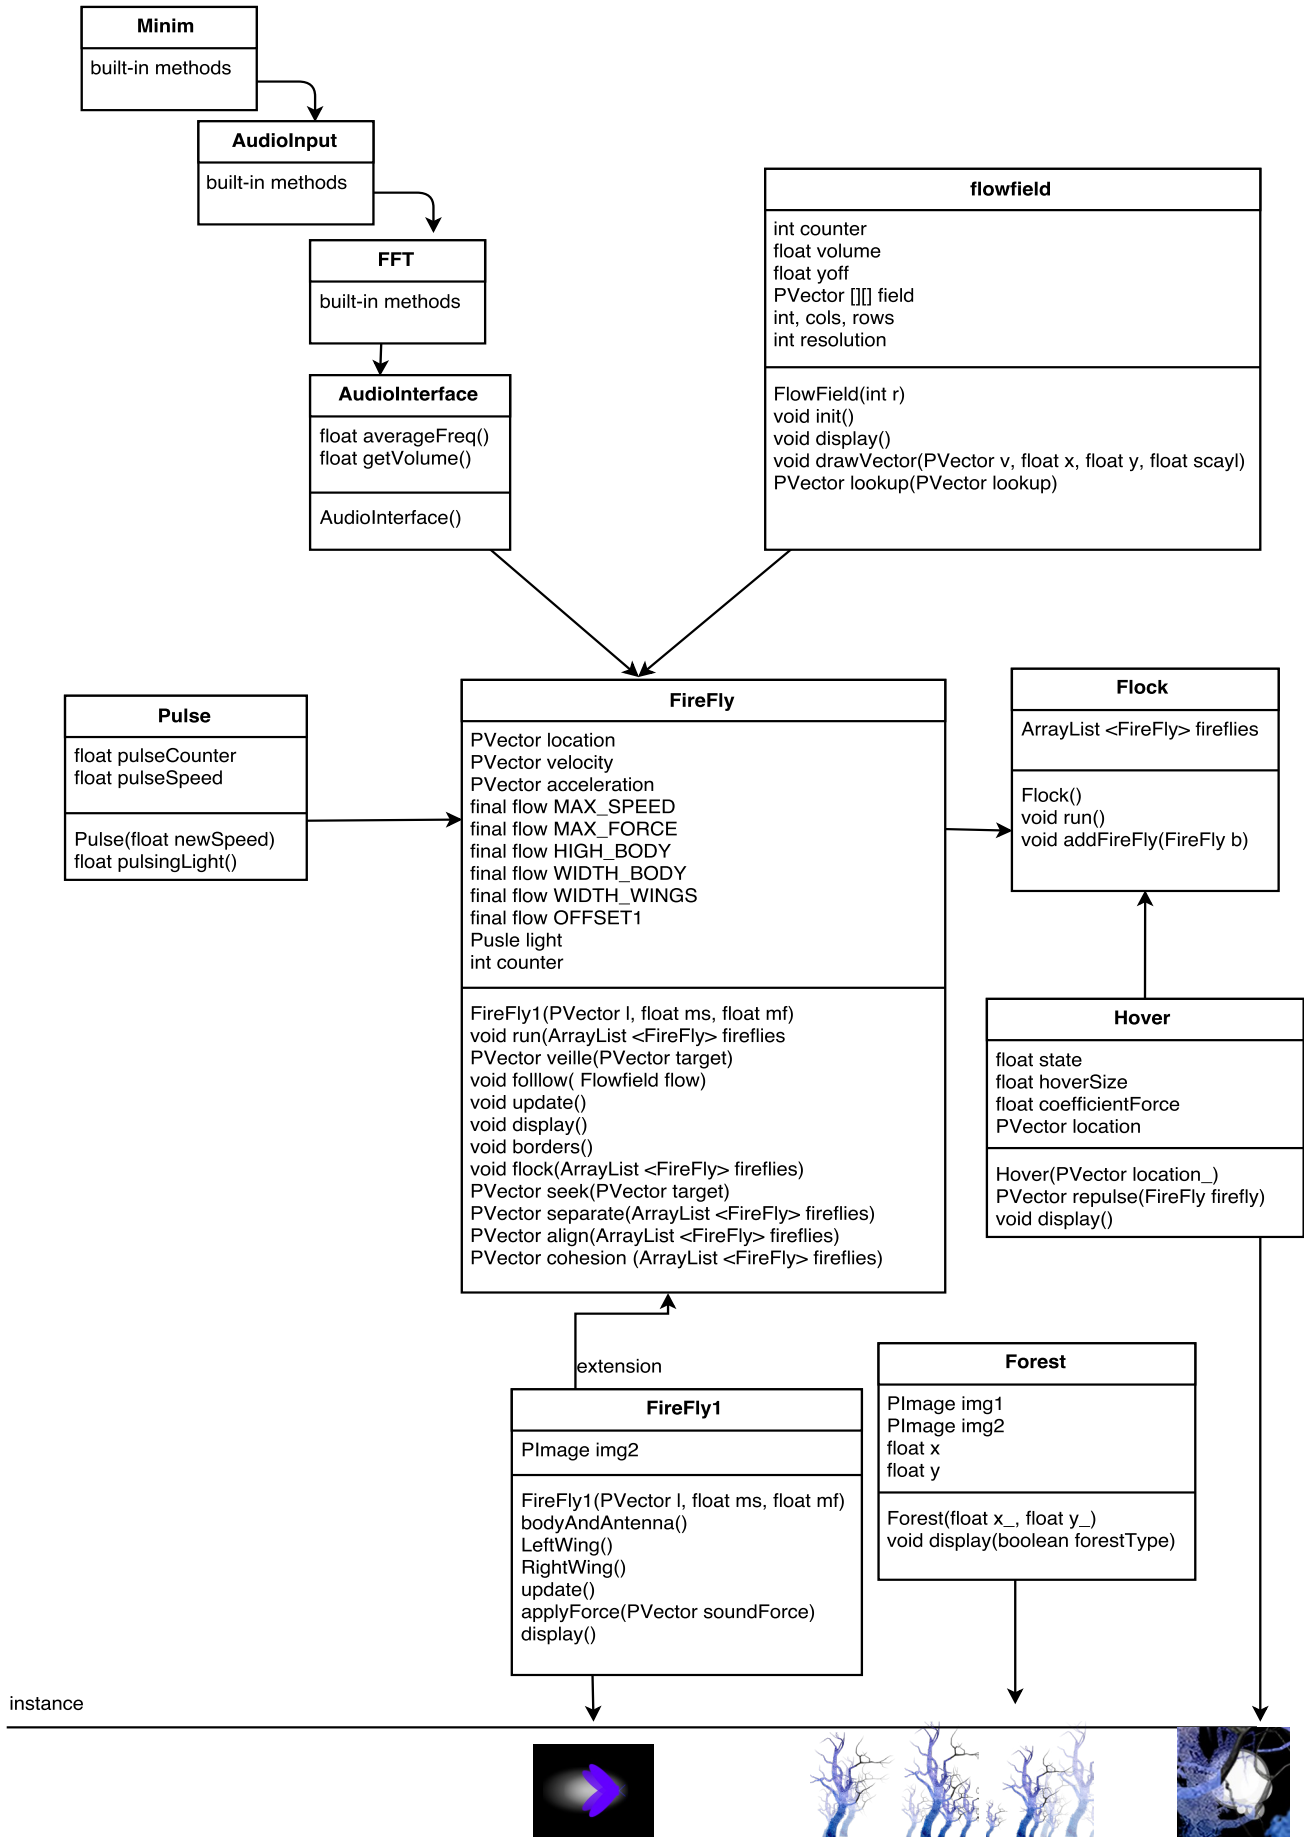 Minim
built-in methods
AudioInput
built-in methods
FFT
built-in methods
AudioInterface
float averageFreq()
float getVolume()
AudioInterface()
flowfield
int counter
float volume
float yoff
PVector [][] field
int, cols, rows
int resolution
FlowField(int r)
void init()
void display()
void drawVector(PVector v, float x, float y, float scayl)
PVector lookup(PVector lookup)
Pulse
float pulseCounter
float pulseSpeed
Pulse(float newSpeed)
float pulsingLight()
FireFly
PVector location
PVector velocity
PVector acceleration
final flow MAX_SPEED
final flow MAX_FORCE
final flow HIGH_BODY
final flow WIDTH_BODY
final flow WIDTH_WINGS
final flow OFFSET1
Pusle light
int counter
FireFly1(PVector l, float ms, float mf)
void run(ArrayList <FireFly> fireflies
PVector veille(PVector target)
void folllow( Flowfield flow)
void update()
void display()
void borders()
void flock(ArrayList <FireFly> fireflies)
PVector seek(PVector target)
PVector separate(ArrayList <FireFly> fireflies)
PVector align(ArrayList <FireFly> fireflies)
PVector cohesion (ArrayList <FireFly> fireflies)
Flock
ArrayList <FireFly> fireflies
Flock()
void run()
void addFireFly(FireFly b)
Hover
float state
float hoverSize
float coefficientForce
PVector location
Hover(PVector location_)
PVector repulse(FireFly firefly)
void display()
extension
FireFly1
PImage img2
FireFly1(PVector l, float ms, float mf)
bodyAndAntenna()
LeftWing()
RightWing()
update()
applyForce(PVector soundForce)
display()
Forest
PImage img1
PImage img2
float x
float y
Forest(float x_, float y_)
void display(boolean forestType)
instance